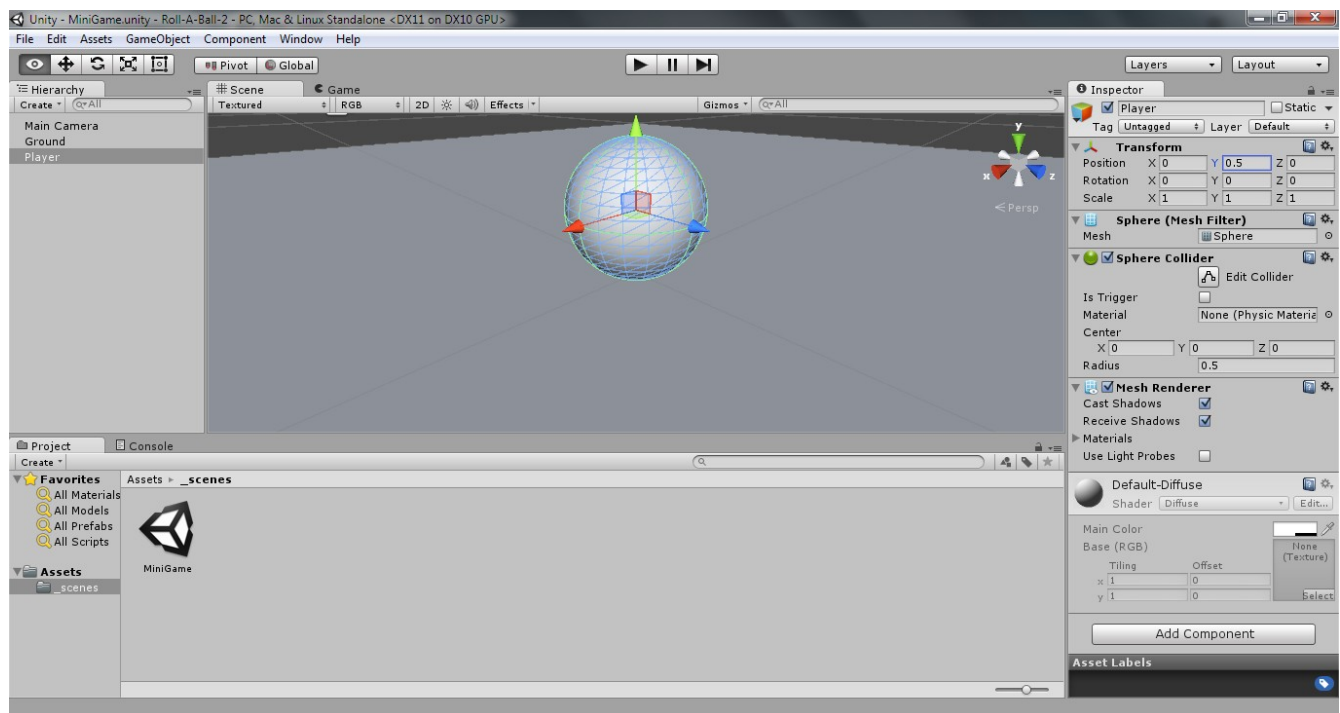 Unity - MiniGame.unity - Roll-A-Ball-2 - PC, Mac & Linux Standalone <DX11 on DX10 GPU>
File Edit Assets GameObject Component Window Help
Pivot Global Layers Layout
Hierarchy
Create All
Main Camera
Ground
Player
Scene Game
Textured RGB 2D Effects Gizmos All
y
x z
Persp
Project Console
Create
Favorites
All Materials
All Models
All Prefabs
All Scripts
Assets
_scenes
Assets ▸ _scenes
MiniGame
Inspector
Player Static
Tag Untagged Layer Default
Transform
Position X 0 Y 0.5 Z 0
Rotation X 0 Y 0 Z 0
Scale X 1 Y 1 Z 1
Sphere (Mesh Filter)
Mesh Sphere
Sphere Collider
Edit Collider
Is Trigger
Material None (Physic Materia
Center
X 0 Y 0 Z 0
Radius 0.5
Mesh Renderer
Cast Shadows
Receive Shadows
Materials
Use Light Probes
Default-Diffuse
Shader Diffuse Edit...
Main Color
Base (RGB) None
(Texture)
Tiling Offset
x 1 0
y 1 0 Select
Add Component
Asset Labels